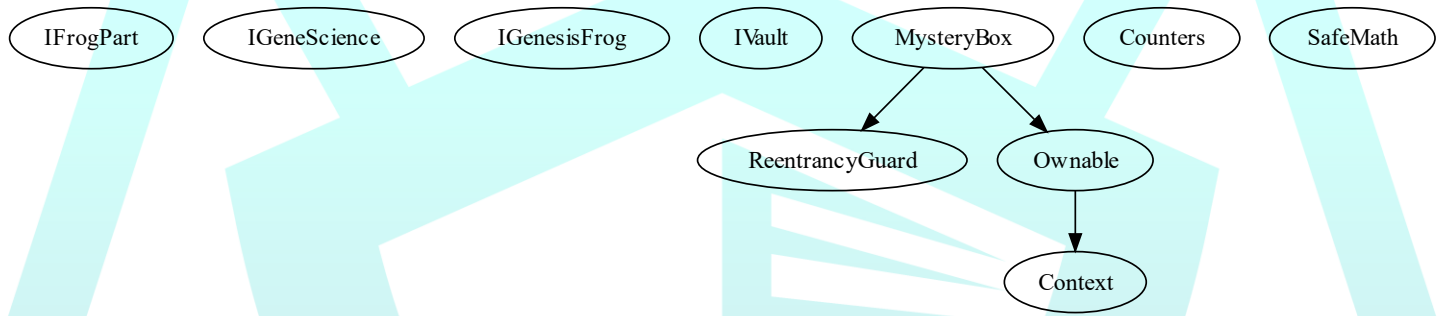 IFrogPart
IGeneScience
IGenesisFrog
IVault
MysteryBox
Counters
SafeMath
ReentrancyGuard
Ownable
Context